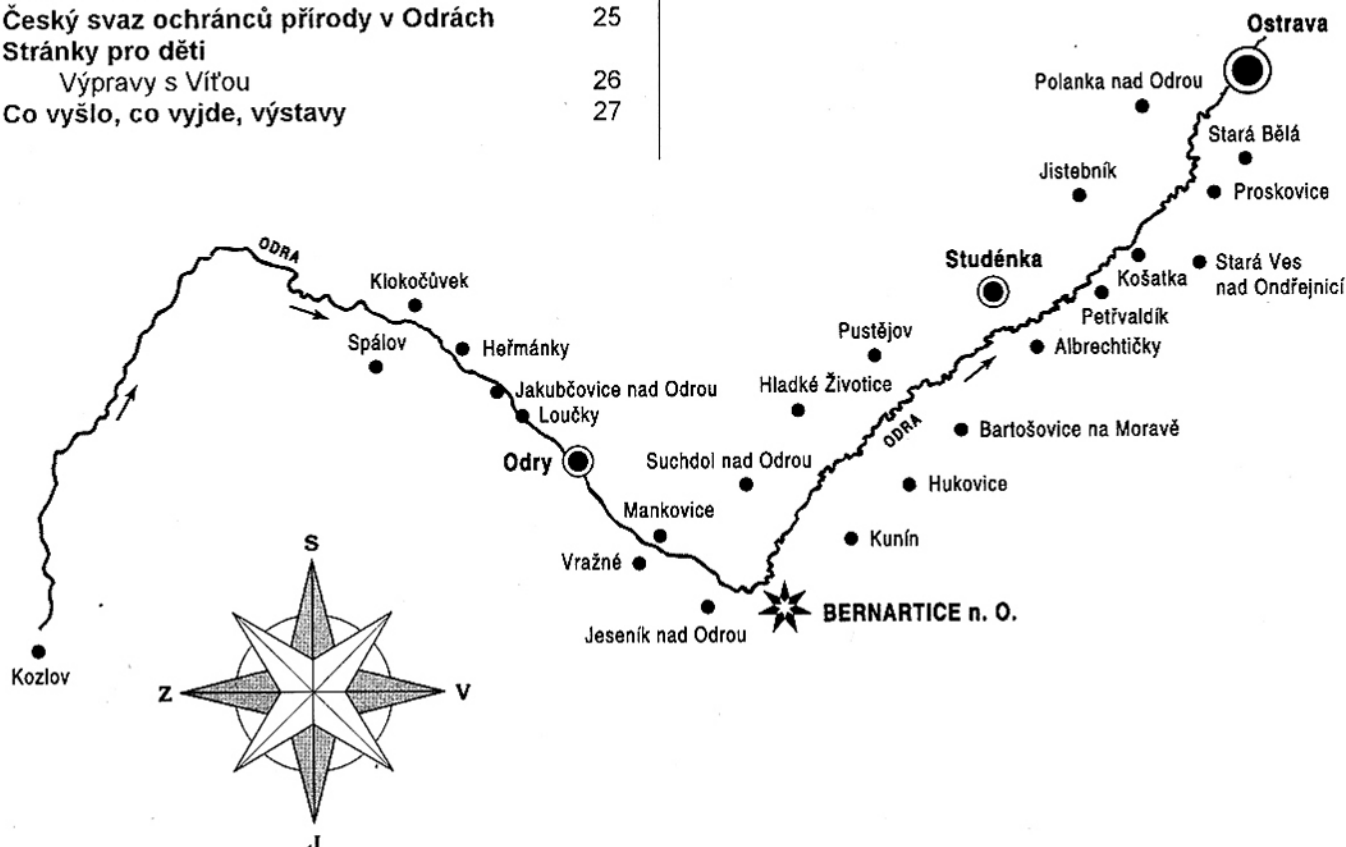 Český svaz ochránců přírody v Odrách 25
Stránky pro děti
Výpravy s Víťou 26
Co vyšlo, co vyjde, výstavy 27
Ostrava
Polanka nad Odrou
Stará Bělá
Jistebník
Proskovice
ODRA
Klokočůvek
Studénka
Košatka
Stará Ves
nad Ondřejnicí
Petřvaldík
Spálov
Heřmánky
Pustějov
Albrechtičky
Jakubčovice nad Odrou
Hladké Životice
Loučky
ODRA
Bartošovice na Moravě
Odry
Suchdol nad Odrou
Hukovice
Mankovice
Kunín
Vražné
BERNARTICE n. O.
Jeseník nad Odrou
Kozlov
S
Z
V
J